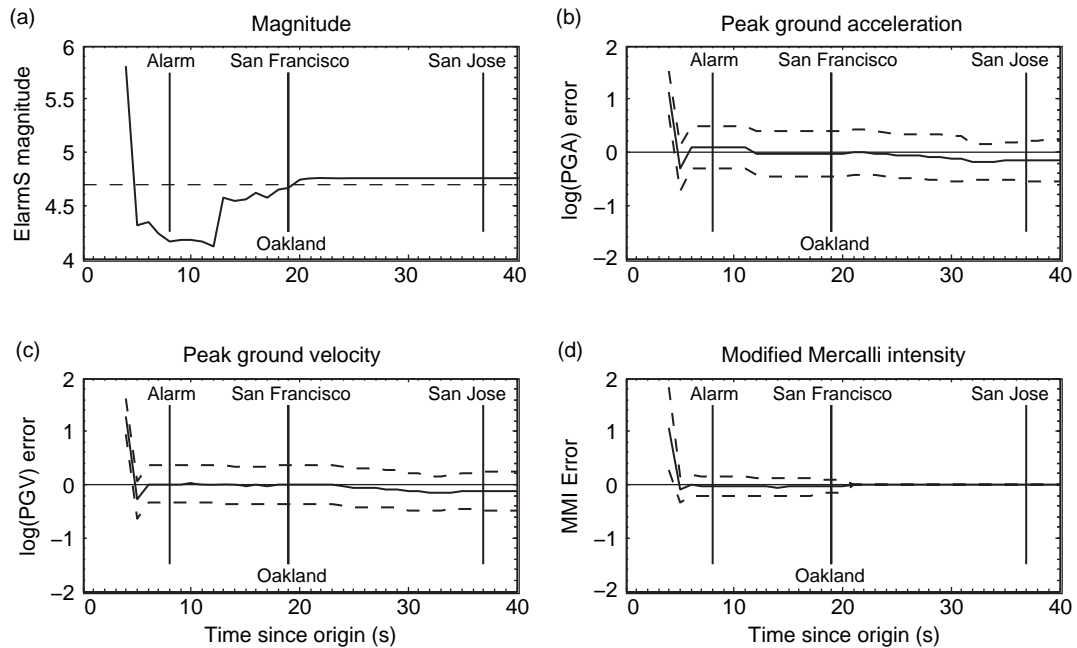 (a)
Magnitude
ElarmS magnitude
6
5.5
5
4.5
4
Alarm
San Francisco
San Jose
Oakland
0
10
20
30
40
(b)
Peak ground acceleration
log(PGA) error
2
1
0
−1
−2
Alarm
San Francisco
San Jose
Oakland
0
10
20
30
40
(c)
Peak ground velocity
log(PGV) error
2
1
0
−1
−2
Alarm
San Francisco
San Jose
Oakland
0
10
20
30
40
Time since origin (s)
(d)
Modified Mercalli intensity
MMI Error
2
1
0
−1
−2
Alarm
San Francisco
San Jose
Oakland
0
10
20
30
40
Time since origin (s)